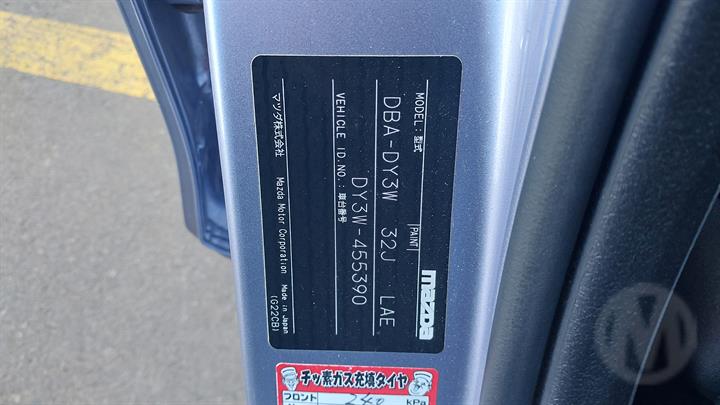 mazda
MODEL: 型式 PAINT
DBA-DY3W 32J LAE
VEHICLE ID.NO.: 車台番号
DY3W-455390
マツダ株式会社 Mazda Motor Corporation Made in Japan
(G22CB)
チッ素ガス充填タイヤ
フロント 240 kPa
M